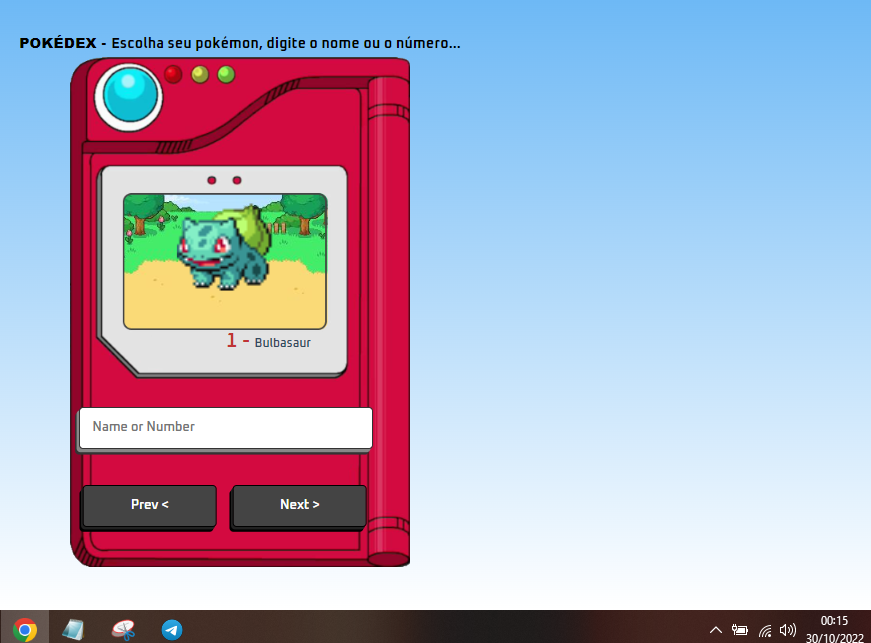 POKÉDEX - Escolha seu pokémon, digite o nome ou o número...
1 - Bulbasaur
Name or Number
Prev <
Next >
00:15
30/10/2022